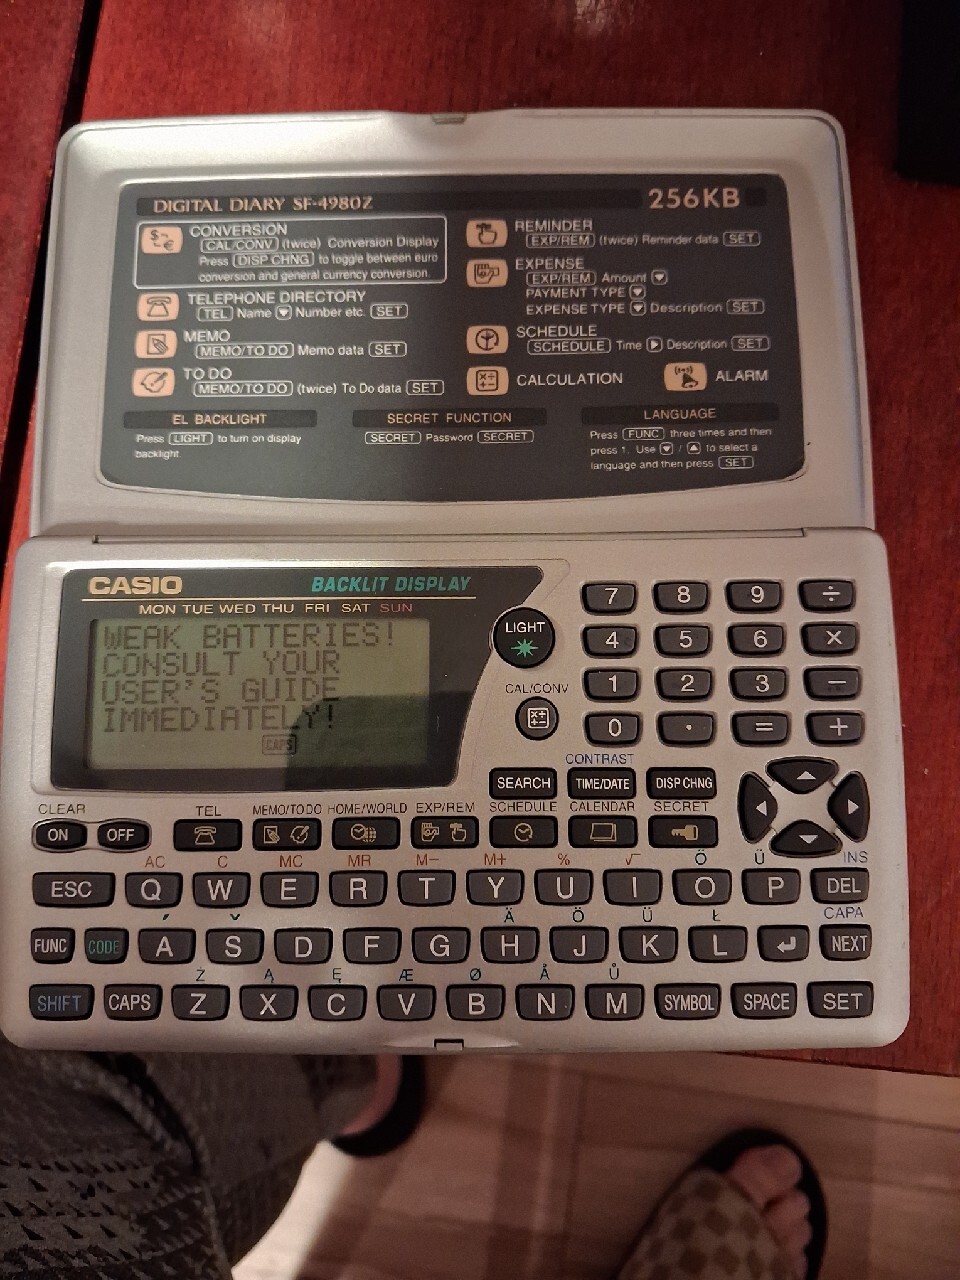 DIGITAL DIARY SF-4980Z
256KB
CONVERSION
CAL/CONV (twice) Conversion Display
Press DISP CHNG to toggle between euro
conversion and general currency conversion.
TELEPHONE DIRECTORY
TEL Name ▼ Number etc. SET
MEMO
MEMO/TO DO Memo data SET
TO DO
MEMO/TO DO (twice) To Do data SET
REMINDER
EXP/REM (twice) Reminder data SET
EXPENSE
EXP/REM Amount ▼
PAYMENT TYPE ▼
EXPENSE TYPE ▼ Description SET
SCHEDULE
SCHEDULE Time ▶ Description SET
CALCULATION
ALARM
EL BACKLIGHT
Press LIGHT to turn on display
backlight.
SECRET FUNCTION
SECRET Password SECRET
LANGUAGE
Press FUNC three times and then
press 1. Use ▼ / ▲ to select a
language and then press SET
CASIO
BACKLIT DISPLAY
MON TUE WED THU FRI SAT SUN
WEAK BATTERIES!
CONSULT YOUR
USER'S GUIDE
IMMEDIATELY!
CAPS
LIGHT
CAL/CONV
7 8 9 ÷
4 5 6 ×
1 2 3 −
0 · = +
CONTRAST
SEARCH TIME/DATE DISP CHNG
CLEAR TEL MEMO/TO DO HOME/WORLD EXP/REM SCHEDULE CALENDAR SECRET
ON OFF
AC C MC MR M− M+ % √ Ö Ü INS
ESC Q W E R T Y U I O P DEL
´ ˇ Ä Ö Ü Ł CAPA
FUNC CODE A S D F G H J K L ↵ NEXT
Ż Ą Ę Æ Ø Å Ů
SHIFT CAPS Z X C V B N M SYMBOL SPACE SET